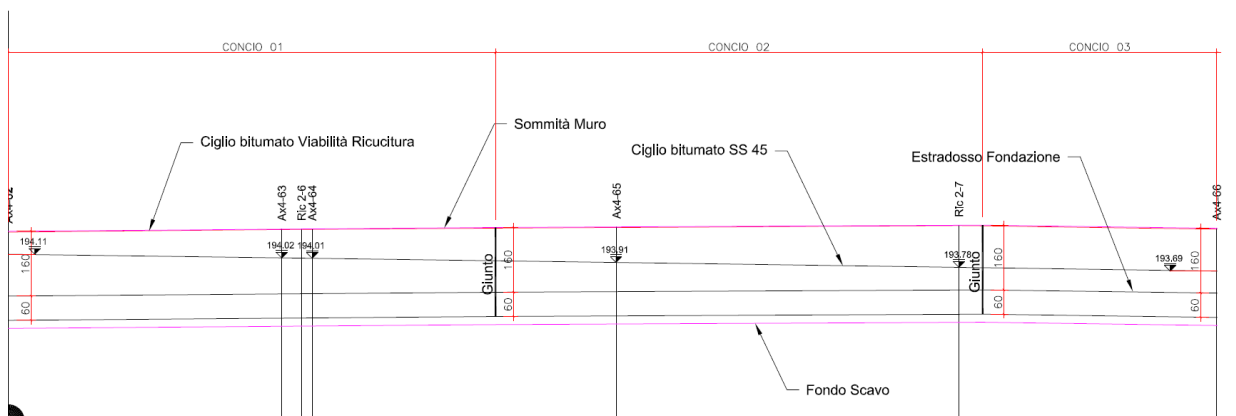 CONCIO 01
CONCIO 02
CONCIO 03
Sommità Muro
Ciglio bitumato Viabilità Ricucitura
Ciglio bitumato SS 45
Estradosso Fondazione
Ax4-63
Ric 2-6
Ax4-64
Ax4-65
Ric 2-7
Ax4-66
194.11
194.02
194.01
193.91
193.78
193.69
160
160
160
160
Giunto
Giunto
60
60
60
60
Fondo Scavo